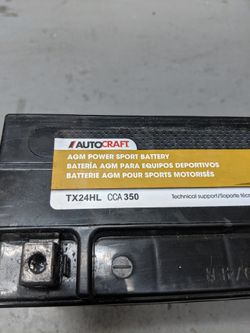 AUTOCRAFT
AGM POWER SPORT BATTERY
BATERÍA AGM PARA EQUIPOS DEPORTIVOS
BATTERIE AGM POUR SPORTS MOTORISÉS
TX24HL CCA 350
Technical support/Soporte